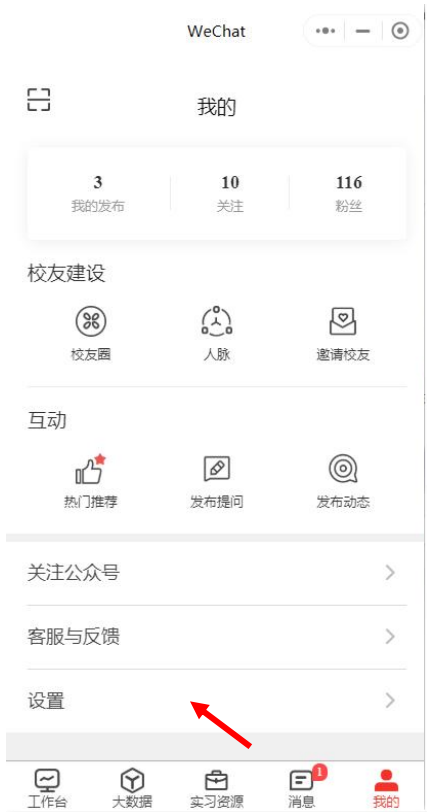 WeChat
我的
3 10 116
我的发布 关注 粉丝
校友建设
校友圈 人脉 邀请校友
互动
热门推荐 发布提问 发布动态
关注公众号
客服与反馈
设置
1
工作台 大数据 实习资源 消息 我的